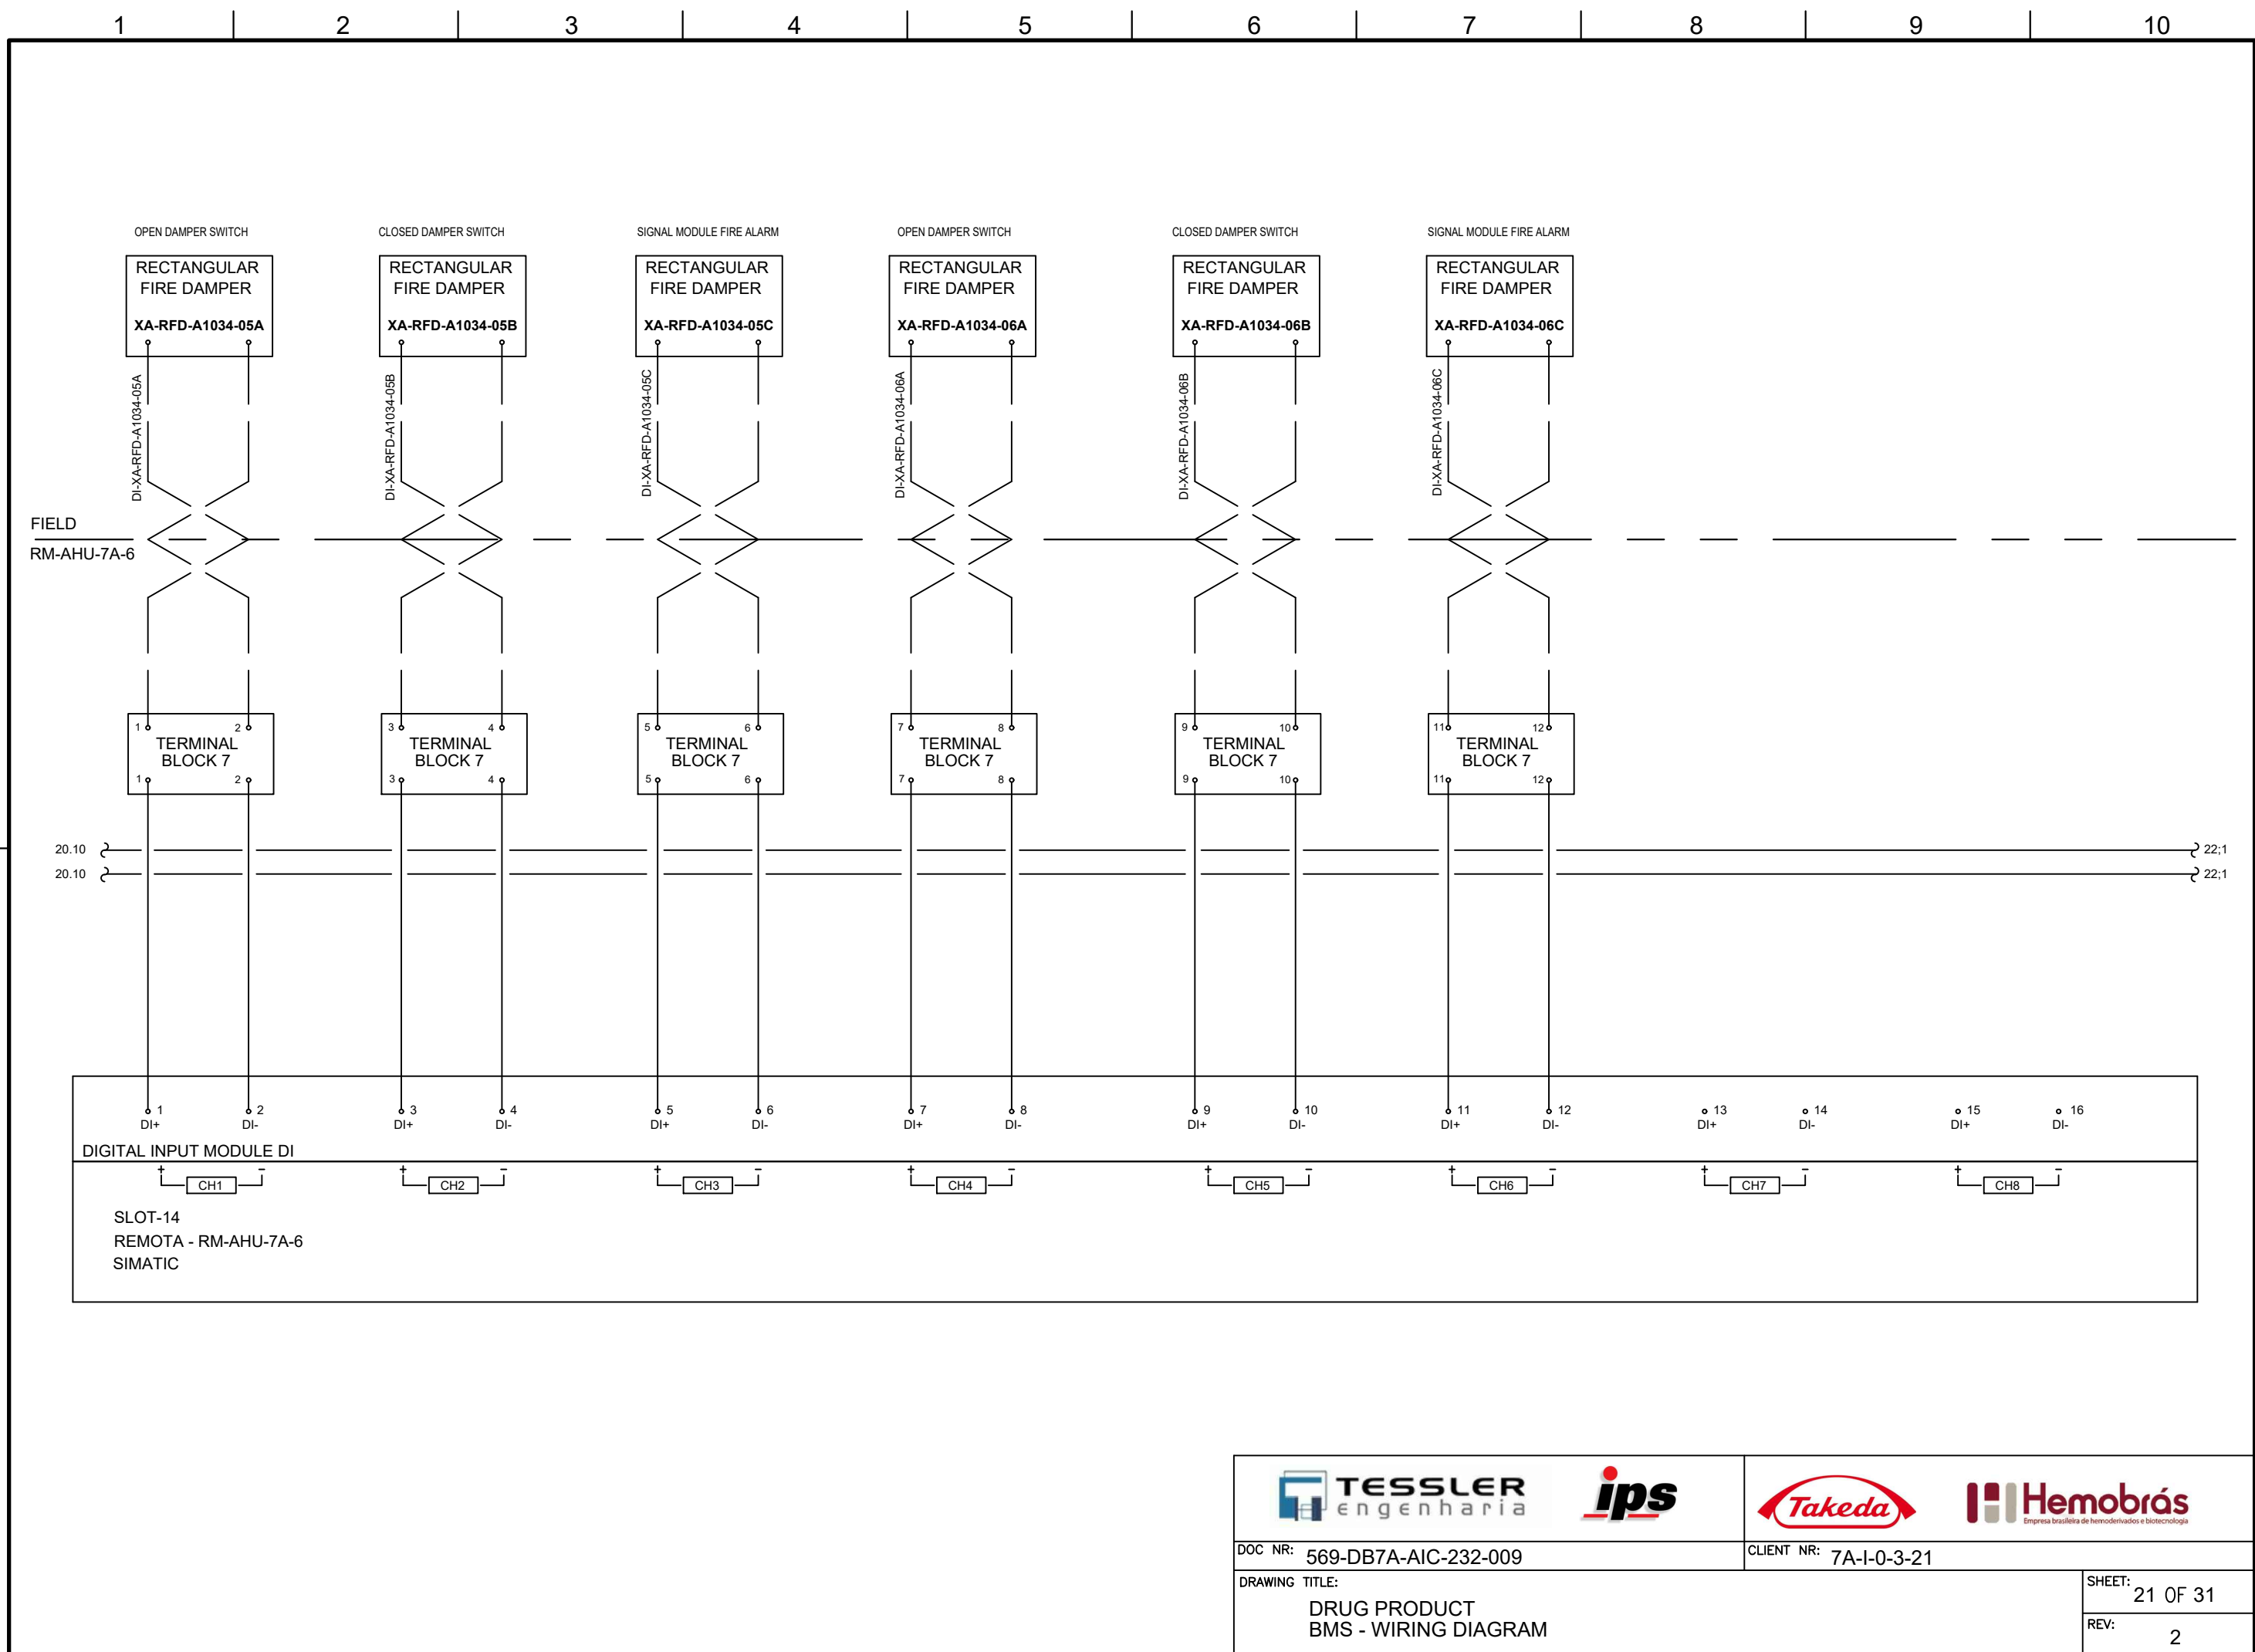 1 2 3 4 5 6 7 8 9 10
OPEN DAMPER SWITCH
CLOSED DAMPER SWITCH
SIGNAL MODULE FIRE ALARM
OPEN DAMPER SWITCH
CLOSED DAMPER SWITCH
SIGNAL MODULE FIRE ALARM
RECTANGULAR
FIRE DAMPER
XA-RFD-A1034-05A
RECTANGULAR
FIRE DAMPER
XA-RFD-A1034-05B
RECTANGULAR
FIRE DAMPER
XA-RFD-A1034-05C
RECTANGULAR
FIRE DAMPER
XA-RFD-A1034-06A
RECTANGULAR
FIRE DAMPER
XA-RFD-A1034-06B
RECTANGULAR
FIRE DAMPER
XA-RFD-A1034-06C
DI-XA-RFD-A1034-05A
DI-XA-RFD-A1034-05B
DI-XA-RFD-A1034-05C
DI-XA-RFD-A1034-06A
DI-XA-RFD-A1034-06B
DI-XA-RFD-A1034-06C
FIELD
RM-AHU-7A-6
1 2
TERMINAL
BLOCK 7
1 2
3 4
TERMINAL
BLOCK 7
3 4
5 6
TERMINAL
BLOCK 7
5 6
7 8
TERMINAL
BLOCK 7
7 8
9 10
TERMINAL
BLOCK 7
9 10
11 12
TERMINAL
BLOCK 7
11 12
20.10 22;1
20.10 22;1
1 2 3 4 5 6 7 8 9 10 11 12 13 14 15 16
DI+ DI- DI+ DI- DI+ DI- DI+ DI- DI+ DI- DI+ DI- DI+ DI- DI+ DI-
DIGITAL INPUT MODULE DI
+ - + - + - + - + - + - + - + -
CH1 CH2 CH3 CH4 CH5 CH6 CH7 CH8
SLOT-14
REMOTA - RM-AHU-7A-6
SIMATIC
TESSLER
engenharia
ips
Takeda
Hemobrás
Empresa brasileira de hemoderivados e biotecnologia
DOC NR: 569-DB7A-AIC-232-009
CLIENT NR: 7A-I-0-3-21
DRAWING TITLE:
DRUG PRODUCT
BMS - WIRING DIAGRAM
SHEET: 21 OF 31
REV: 2